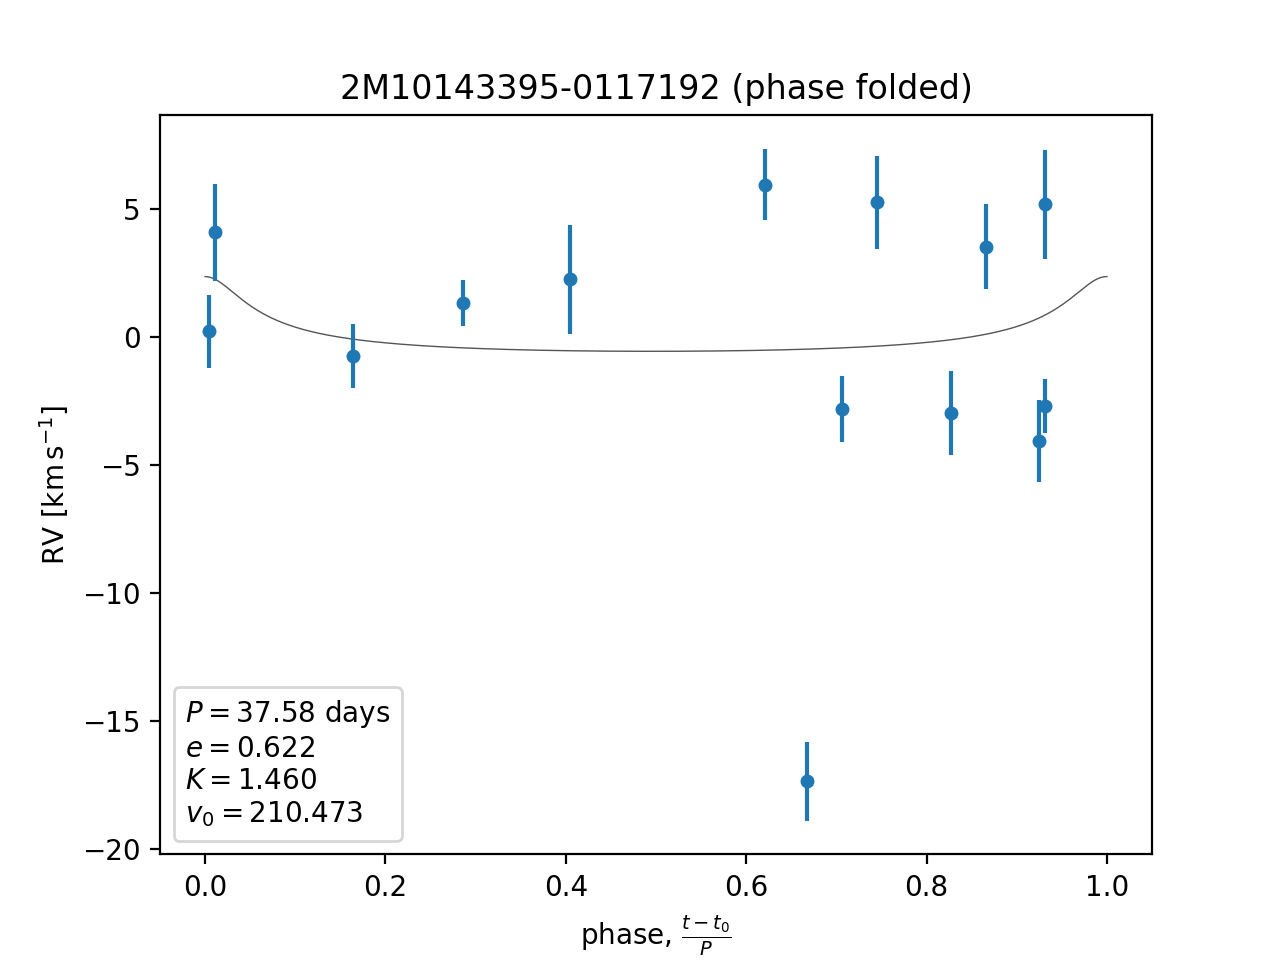 2M10143395-0117192 (phase folded)
5
0
−5
−10
−15
−20
RV [km s⁻¹]
P = 37.58 days
e = 0.622
K = 1.460
v₀ = 210.473
0.0 0.2 0.4 0.6 0.8 1.0
phase, (t − t₀)/P